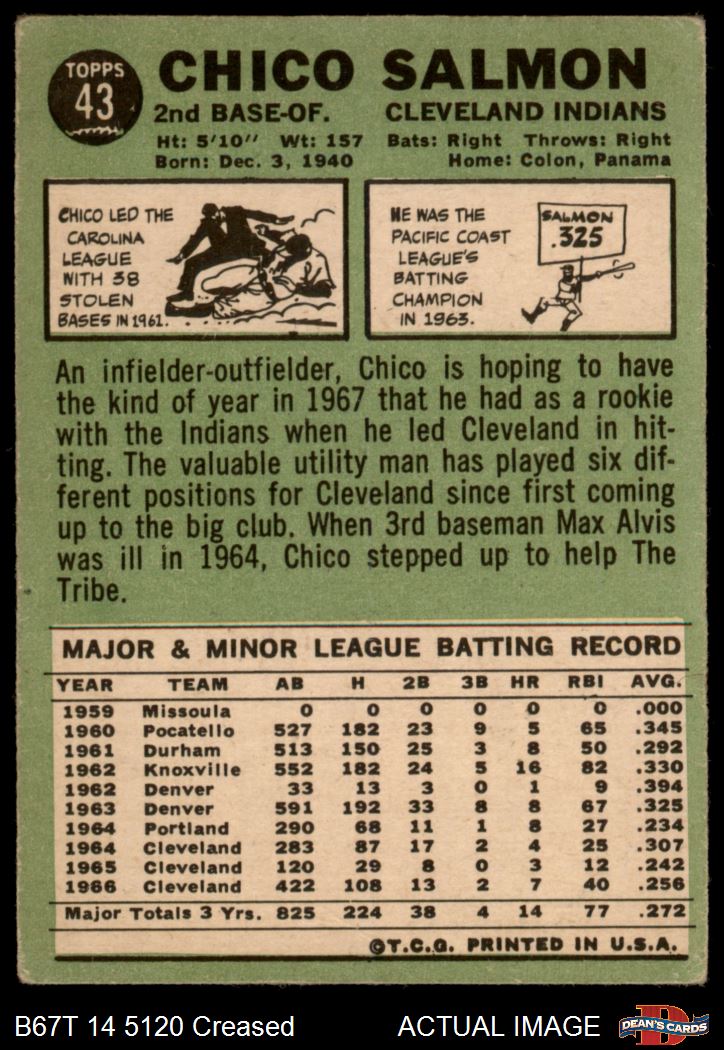 TOPPS
43
CHICO SALMON
2nd BASE-OF. CLEVELAND INDIANS
Ht: 5'10" Wt: 157 Bats: Right Throws: Right
Born: Dec. 3, 1940 Home: Colon, Panama
CHICO LED THE
CAROLINA
LEAGUE
WITH 38
STOLEN
BASES IN 1961.
HE WAS THE
PACIFIC COAST
LEAGUE'S
BATTING
CHAMPION
IN 1963.
SALMON
.325
An infielder-outfielder, Chico is hoping to have
the kind of year in 1967 that he had as a rookie
with the Indians when he led Cleveland in hit-
ting. The valuable utility man has played six dif-
ferent positions for Cleveland since first coming
up to the big club. When 3rd baseman Max Alvis
was ill in 1964, Chico stepped up to help The
Tribe.
MAJOR & MINOR LEAGUE BATTING RECORD
YEAR TEAM AB H 2B 3B HR RBI AVG.
1959 Missoula 0 0 0 0 0 0 .000
1960 Pocatello 527 182 23 9 5 65 .345
1961 Durham 513 150 25 3 8 50 .292
1962 Knoxville 552 182 24 5 16 82 .330
1962 Denver 33 13 3 0 1 9 .394
1963 Denver 591 192 33 8 8 67 .325
1964 Portland 290 68 11 1 8 27 .234
1964 Cleveland 283 87 17 2 4 25 .307
1965 Cleveland 120 29 8 0 3 12 .242
1966 Cleveland 422 108 13 2 7 40 .256
Major Totals 3 Yrs. 825 224 38 4 14 77 .272
©T.C.G. PRINTED IN U.S.A.
B67T 14 5120 Creased ACTUAL IMAGE
D
DEAN'S CARDS